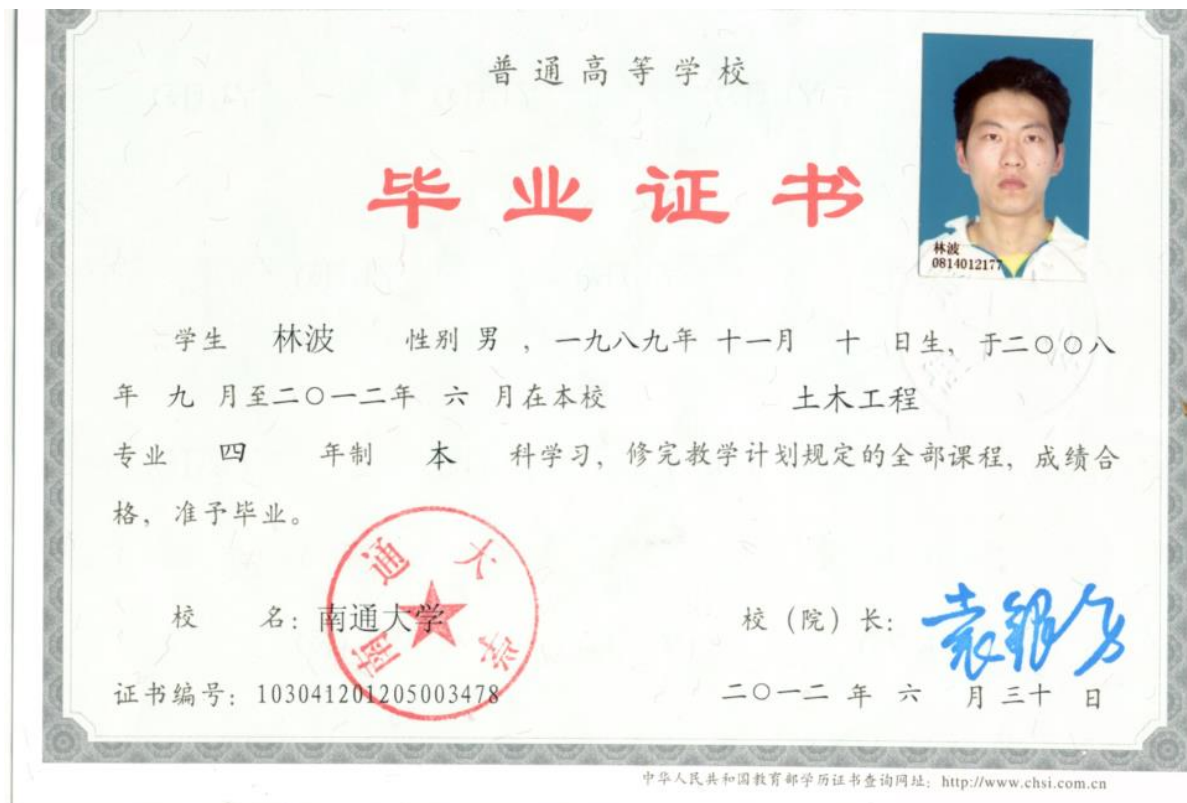 普通高等学校
毕业证书
林波
0814012177
学生 林波 性别 男 ，一九八九年 十一月 十 日生，于二〇〇八
年 九 月至二〇一二年 六 月在本校 土木工程
专业 四 年制 本 科学习，修完教学计划规定的全部课程，成绩合
格，准予毕业。
南通大学
校 名：南通大学 校（院）长：
证书编号：103041201205003478 二〇一二 年 六 月 三十 日
中华人民共和国教育部学历证书查询网址：http://www.chsi.com.cn